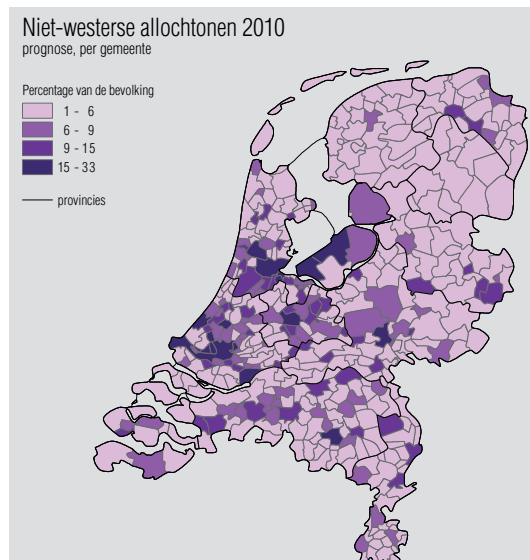 Niet-westerse allochtonen 2010
prognose, per gemeente
Percentage van de bevolking
1 - 6
6 - 9
9 - 15
15 - 33
provincies